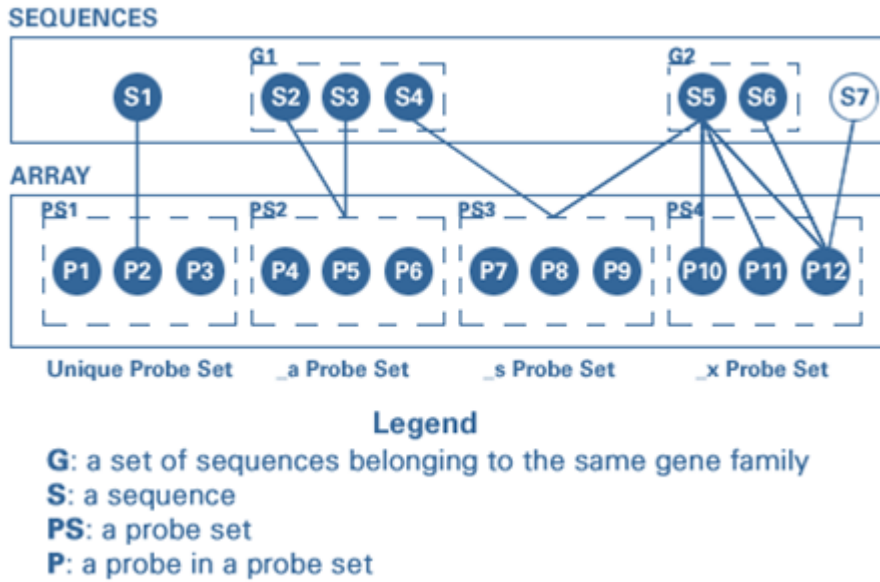 SEQUENCES
G1 G2
S1 S2 S3 S4 S5 S6 S7
ARRAY
PS1 PS2 PS3 PS4
P1 P2 P3 P4 P5 P6 P7 P8 P9 P10 P11 P12
Unique Probe Set _a Probe Set _s Probe Set _x Probe Set
Legend
G: a set of sequences belonging to the same gene family
S: a sequence
PS: a probe set
P: a probe in a probe set